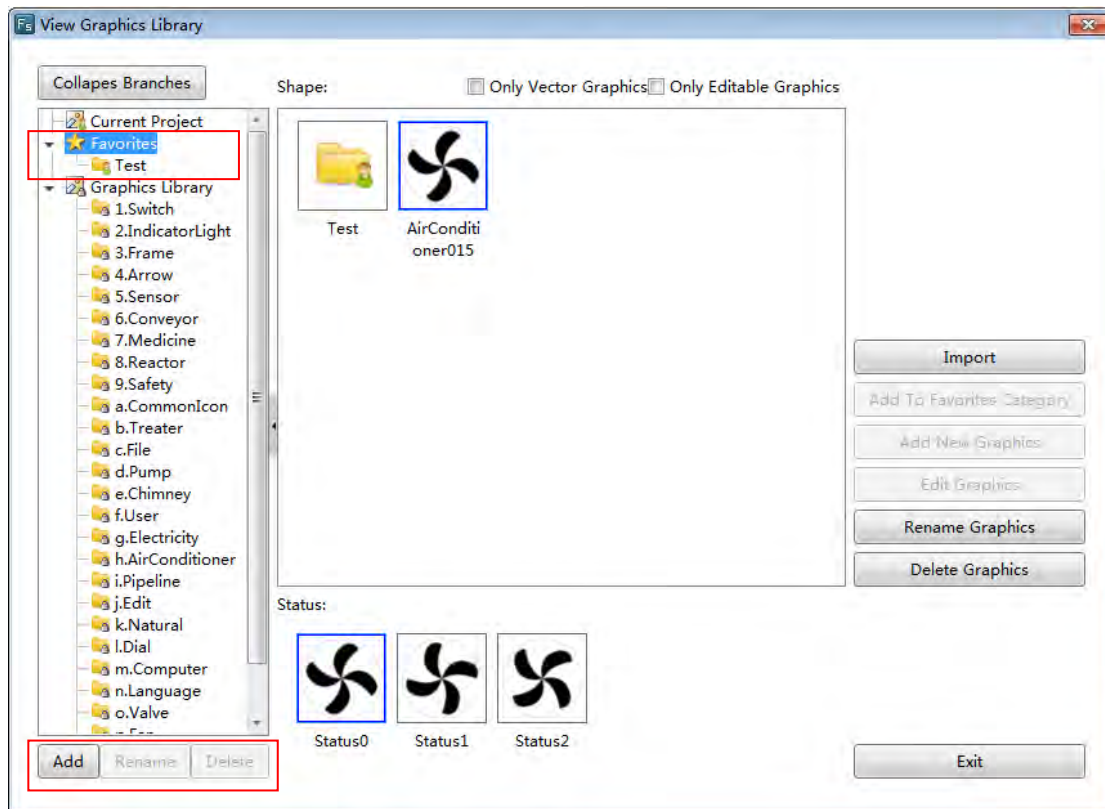 Fs View Graphics Library
Collapes Branches
Shape:
Only Vector Graphics
Only Editable Graphics
Current Project
Favorites
Test
Graphics Library
1.Switch
2.IndicatorLight
3.Frame
4.Arrow
5.Sensor
6.Conveyor
7.Medicine
8.Reactor
9.Safety
a.CommonIcon
b.Treater
c.File
d.Pump
e.Chimney
f.User
g.Electricity
h.AirConditioner
i.Pipeline
j.Edit
k.Natural
l.Dial
m.Computer
n.Language
o.Valve
Add
Rename
Delete
Test
AirConditi
oner015
Status:
Status0
Status1
Status2
Import
Add To Favorites Category
Add New Graphics
Edit Graphics
Rename Graphics
Delete Graphics
Exit